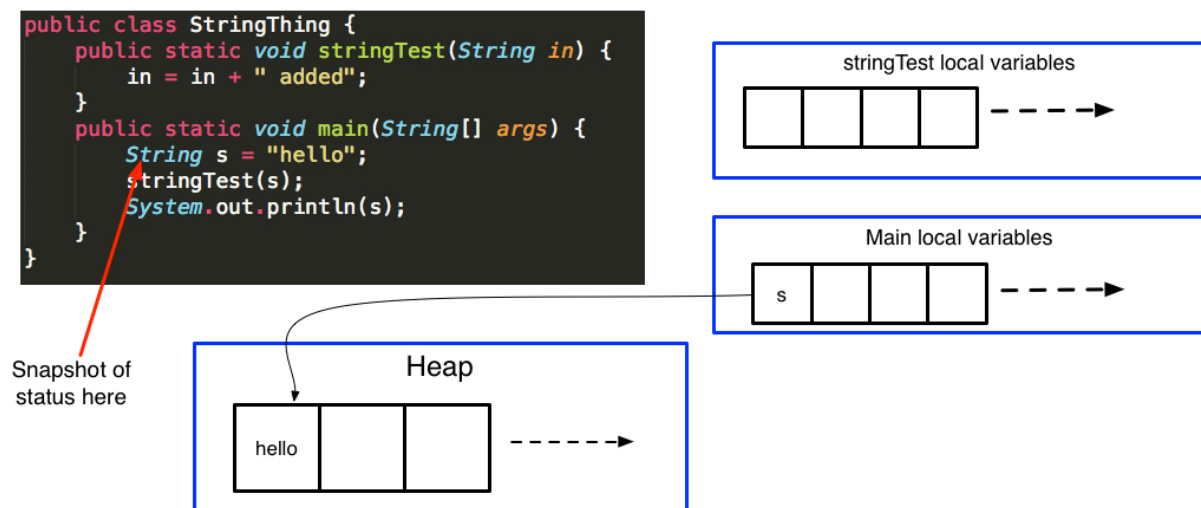 public class StringThing {
public static void stringTest(String in) {
in = in + " added";
}
public static void main(String[] args) {
String s = "hello";
stringTest(s);
System.out.println(s);
}
}
stringTest local variables
Main local variables
s
Snapshot of
status here
Heap
hello